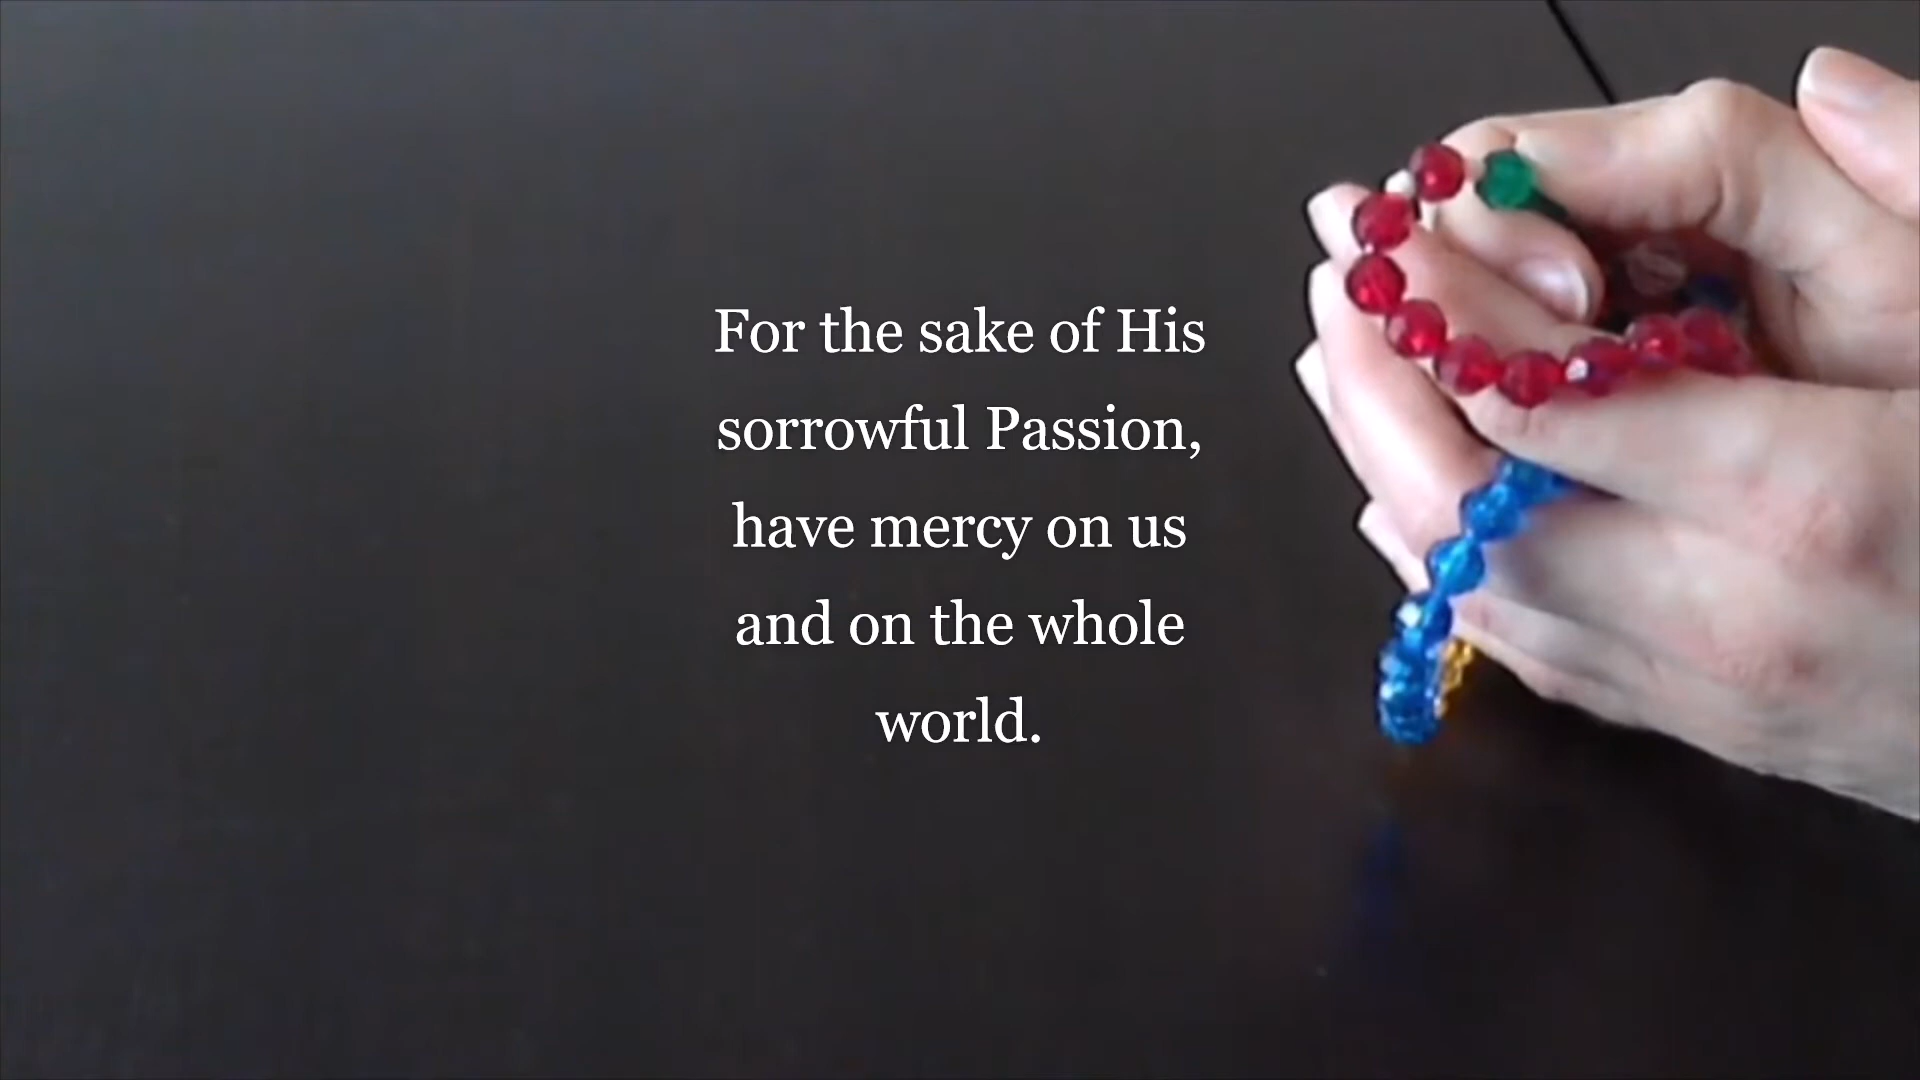 For the sake of His
sorrowful Passion,
have mercy on us
and on the whole
world.